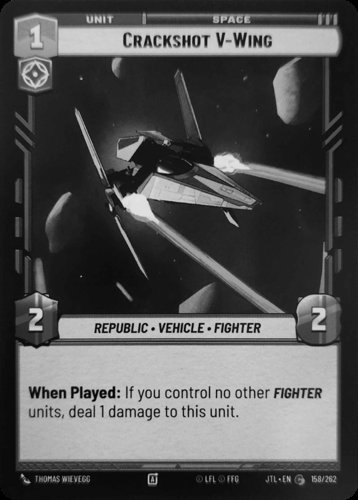 UNIT SPACE
1 CRACKSHOT V-WING
2 2
REPUBLIC • VEHICLE • FIGHTER
When Played: If you control no other FIGHTER
units, deal 1 damage to this unit.
THOMAS WIEVEGG A © LFL © FFG JTL • EN 158/262